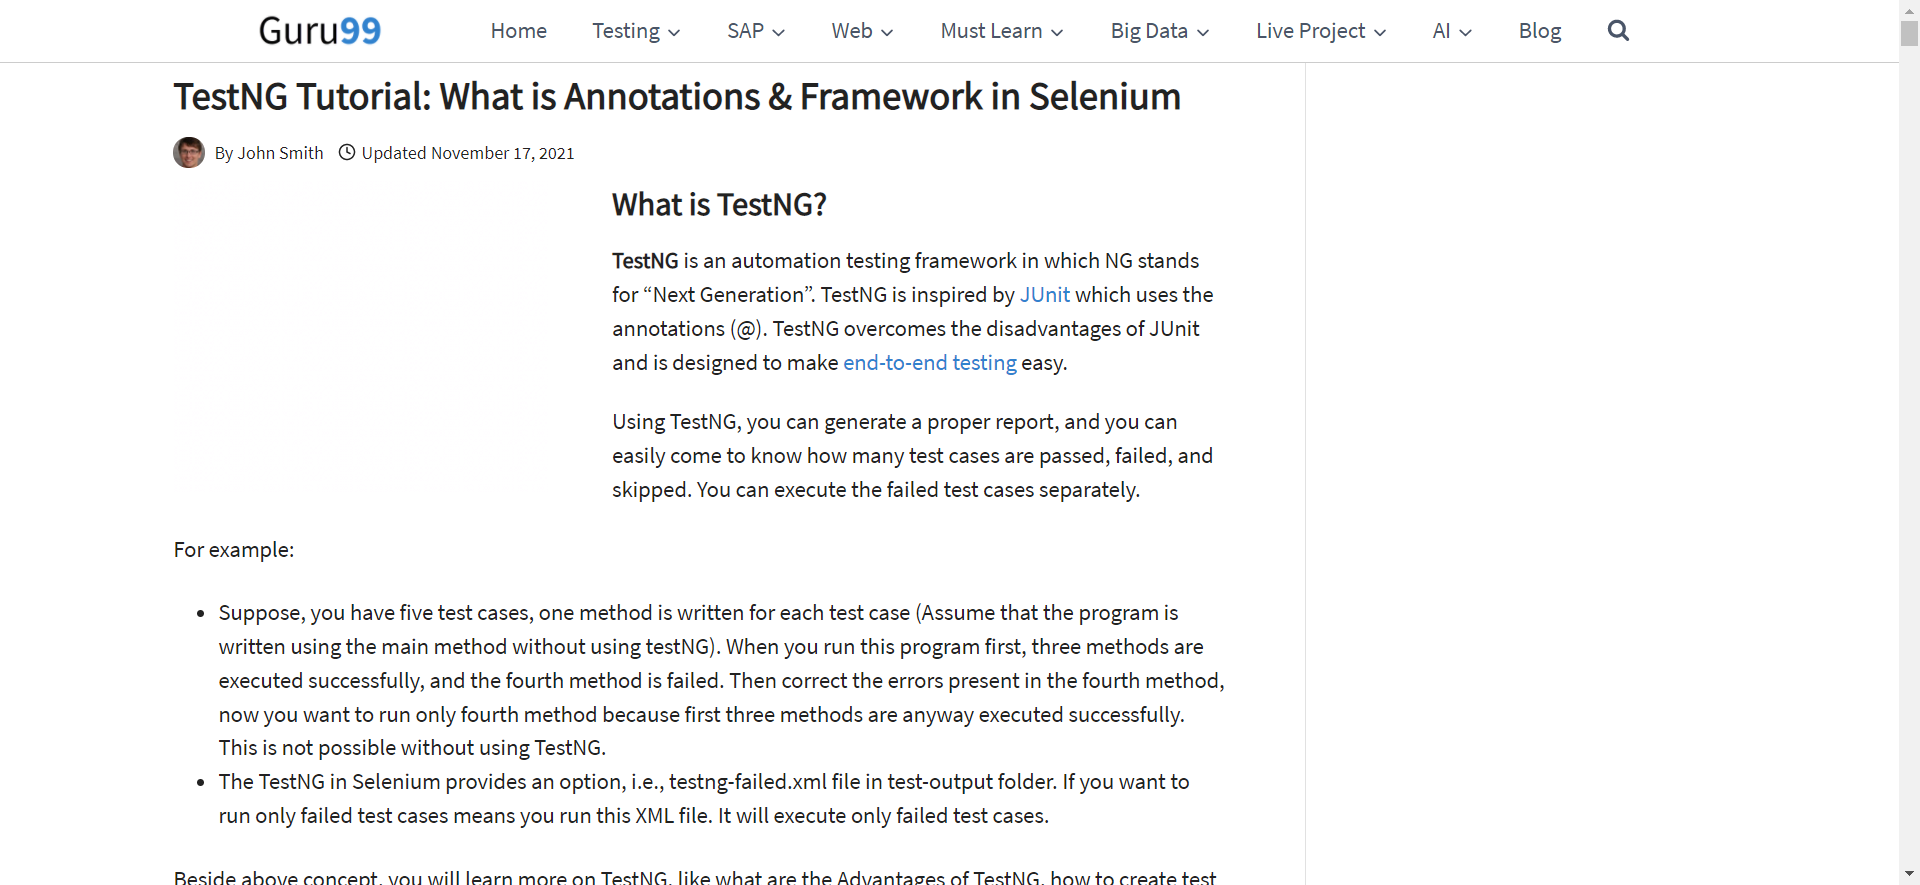 Guru99 Home Testing SAP Web Must Learn Big Data Live Project AI Blog
TestNG Tutorial: What is Annotations & Framework in Selenium
By John Smith Updated November 17, 2021
What is TestNG?
TestNG is an automation testing framework in which NG stands
for “Next Generation”. TestNG is inspired by JUnit which uses the
annotations (@). TestNG overcomes the disadvantages of JUnit
and is designed to make end-to-end testing easy.
Using TestNG, you can generate a proper report, and you can
easily come to know how many test cases are passed, failed, and
skipped. You can execute the failed test cases separately.
For example:
• Suppose, you have five test cases, one method is written for each test case (Assume that the program is
written using the main method without using testNG). When you run this program first, three methods are
executed successfully, and the fourth method is failed. Then correct the errors present in the fourth method,
now you want to run only fourth method because first three methods are anyway executed successfully.
This is not possible without using TestNG.
• The TestNG in Selenium provides an option, i.e., testng-failed.xml file in test-output folder. If you want to
run only failed test cases means you run this XML file. It will execute only failed test cases.
Beside above concept, you will learn more on TestNG, like what are the Advantages of TestNG, how to create test